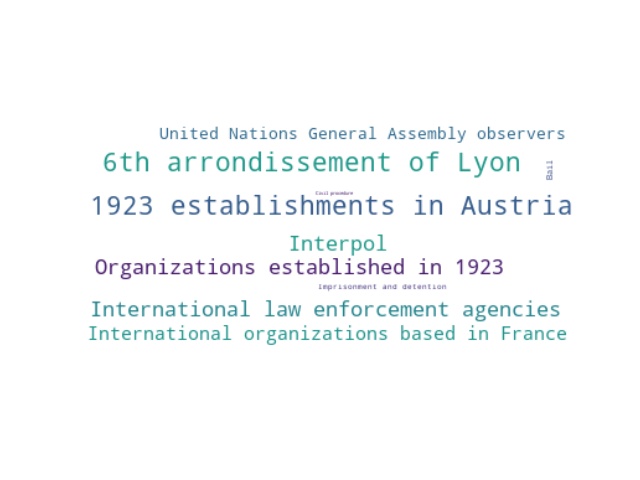 United Nations General Assembly observers
6th arrondissement of Lyon
Bail
Civil procedure
1923 establishments in Austria
Interpol
Organizations established in 1923
Imprisonment and detention
International law enforcement agencies
International organizations based in France